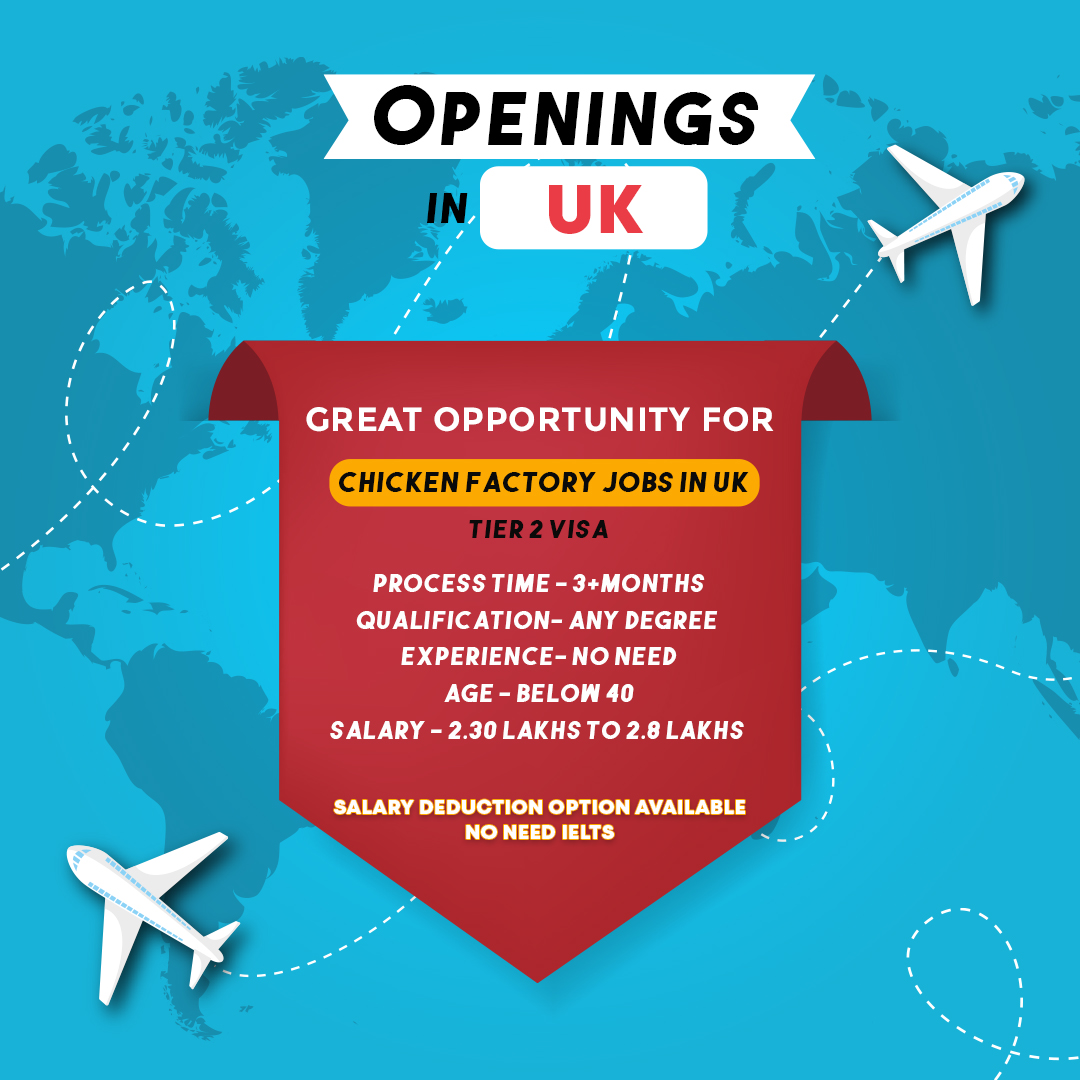 OPENINGS
IN UK
GREAT OPPORTUNITY FOR
CHICKEN FACTORY JOBS IN UK
TIER 2 VISA
PROCESS TIME – 3+MONTHS
QUALIFICATION– ANY DEGREE
EXPERIENCE– NO NEED
AGE – BELOW 40
SALARY – 2.30 LAKHS TO 2.8 LAKHS
SALARY DEDUCTION OPTION AVAILABLE
NO NEED IELTS